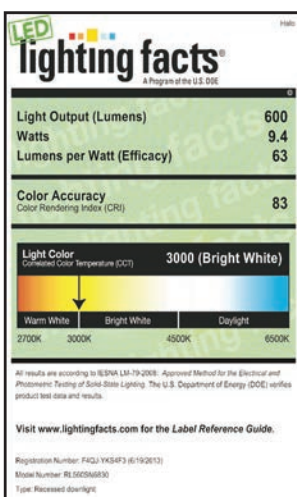 Halo
LED
lighting facts®
A Program of the U.S. DOE
Light Output (Lumens) 600
Watts 9.4
Lumens per Watt (Efficacy) 63
Color Accuracy
Color Rendering Index (CRI) 83
Light Color
Correlated Color Temperature (CCT) 3000 (Bright White)
Warm White Bright White Daylight
2700K 3000K 4500K 6500K
All results are according to IESNA LM-79-2008: Approved Method for the Electrical and
Photometric Testing of Solid-State Lighting. The U.S. Department of Energy (DOE) verifies
product test data and results.
Visit www.lightingfacts.com for the Label Reference Guide.
Registration Number: F4QJ-YKS4F3 (6/19/2013)
Model Number: RL560SN6830
Type: Recessed downlight